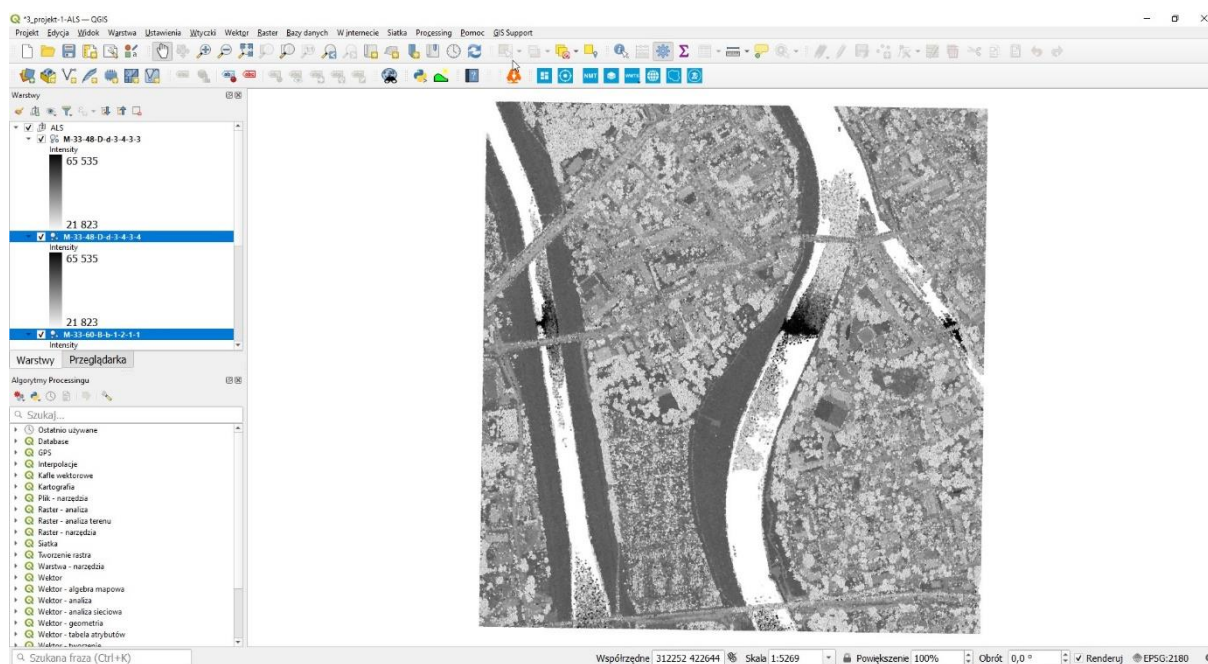 *3_projekt-1-ALS — QGIS
Projekt Edycja Widok Warstwa Ustawienia Wtyczki Wektor Raster Bazy danych W internecie Siatka Processing Pomoc GIS Support
NMT
WMTS
Warstwy
ALS
M-33-48-D-d-3-4-3-3
Intensity
65 535
21 823
M-33-48-D-d-3-4-3-4
Intensity
65 535
21 823
M-33-60-B-b-1-2-1-1
Intensity
Warstwy Przeglądarka
Algorytmy Processingu
Szukaj...
Ostatnio używane
Database
GPS
Interpolacje
Kafle wektorowe
Kartografia
Plik - narzędzia
Raster - analiza
Raster - analiza terenu
Raster - narzędzia
Siatka
Tworzenie rastra
Warstwa - narzędzia
Wektor
Wektor - algebra mapowa
Wektor - analiza
Wektor - analiza sieciowa
Wektor - geometria
Wektor - tabela atrybutów
Wektor - tworzenie
Szukana fraza (Ctrl+K) Współrzędne 312252 422644 Skala 1:5269 Powiększenie 100% Obrót 0,0 ° Renderuj EPSG:2180